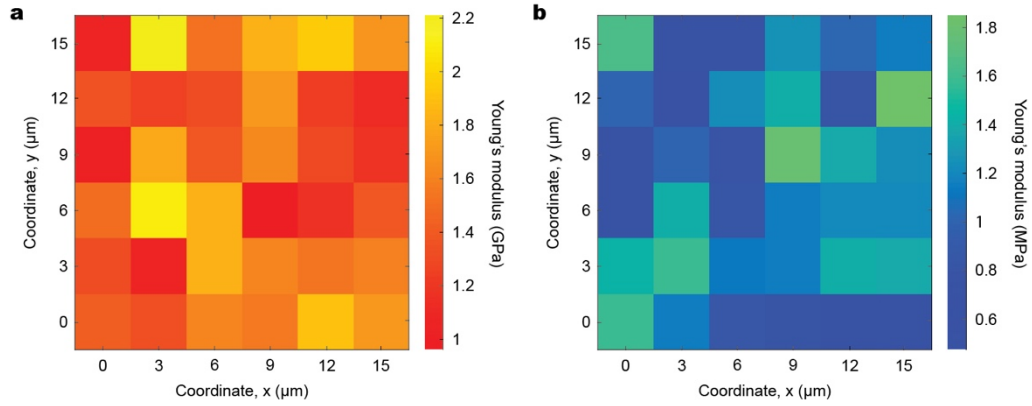 a
15
12
9
6
3
0
Coordinate, y (μm)
0 3 6 9 12 15
Coordinate, x (μm)
2.2
2
1.8
1.6
1.4
1.2
1
Young's modulus (GPa)
b
15
12
9
6
3
0
Coordinate, y (μm)
0 3 6 9 12 15
Coordinate, x (μm)
1.8
1.6
1.4
1.2
1
0.8
0.6
Young's modulus (MPa)